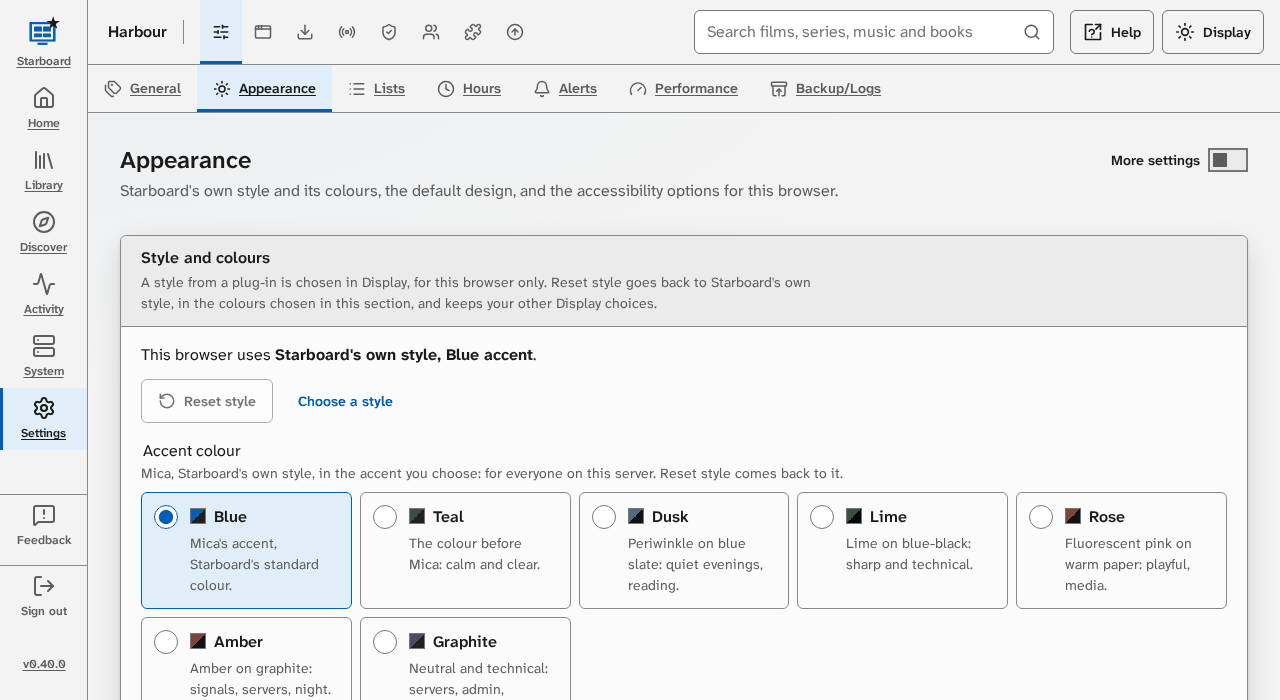 Starboard
Home
Library
Discover
Activity
System
Settings
Feedback
Sign out
v0.40.0
Harbour
Search films, series, music and books
Help
Display
General
Appearance
Lists
Hours
Alerts
Performance
Backup/Logs
Appearance
More settings
Starboard's own style and its colours, the default design, and the accessibility options for this browser.
Style and colours
A style from a plug-in is chosen in Display, for this browser only. Reset style goes back to Starboard's own
style, in the colours chosen in this section, and keeps your other Display choices.
This browser uses Starboard's own style, Blue accent.
Reset style
Choose a style
Accent colour
Mica, Starboard's own style, in the accent you choose: for everyone on this server. Reset style comes back to it.
Blue
Mica's accent,
Starboard's standard
colour.
Teal
The colour before
Mica: calm and clear.
Dusk
Periwinkle on blue
slate: quiet evenings,
reading.
Lime
Lime on blue-black:
sharp and technical.
Rose
Fluorescent pink on
warm paper: playful,
media.
Amber
Amber on graphite:
signals, servers, night.
Graphite
Neutral and technical:
servers, admin,